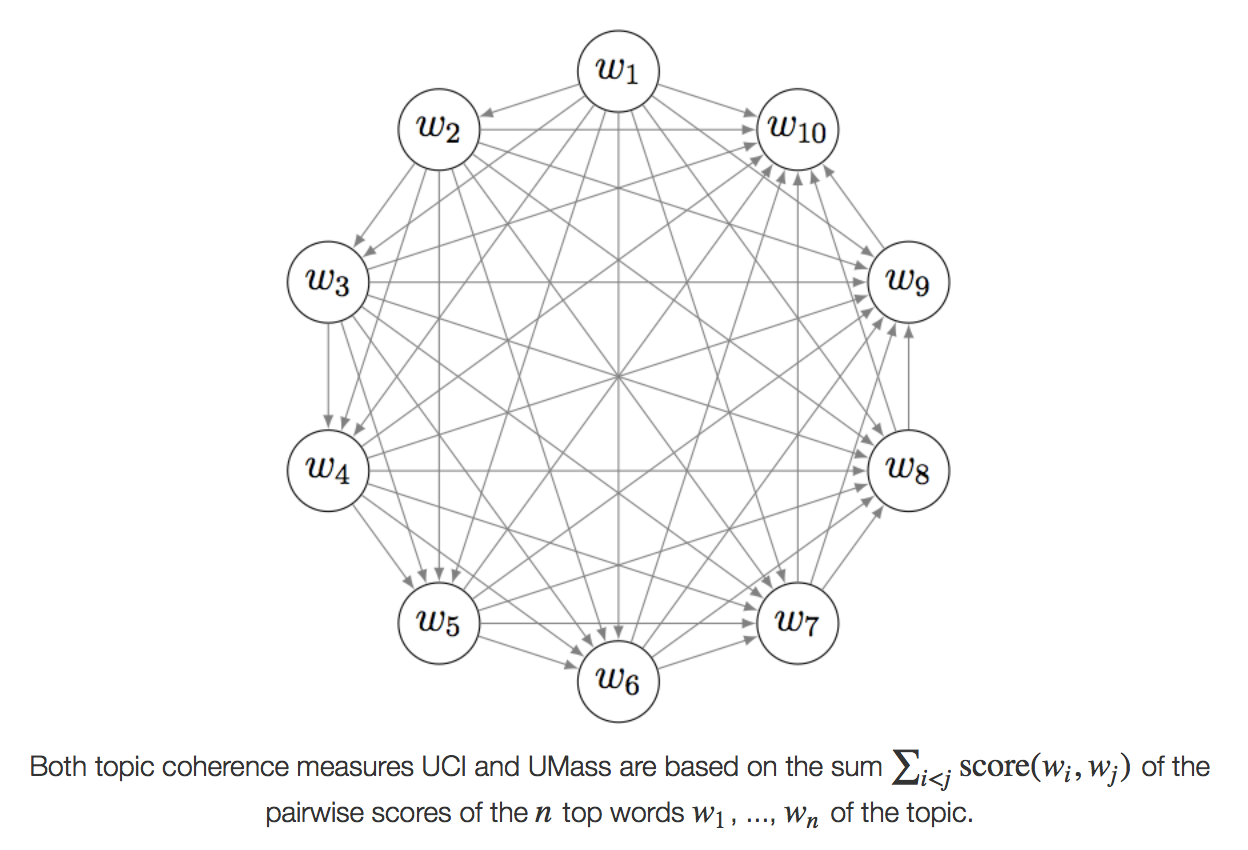 w1
w2
w10
w3
w9
w4
w8
w5
w7
w6
Both topic coherence measures UCI and UMass are based on the sum ∑i<j score(wi, wj) of the
pairwise scores of the n top words w1, ..., wn of the topic.